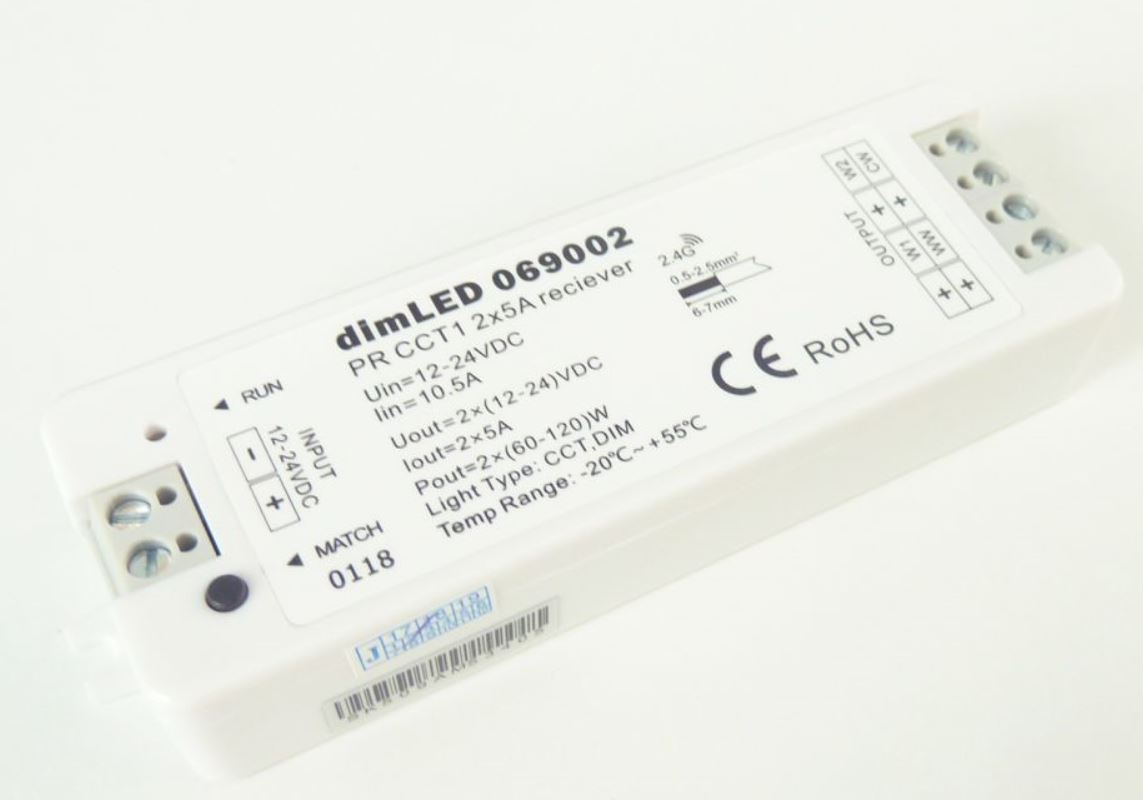 dimLED 069002
PR CCT1 2x5A reciever
Uin=12-24VDC
Iin=10.5A
Uout=2×(12-24)VDC
Iout=2×5A
Pout=2×(60-120)W
Light Type: CCT,DIM
Temp Range: -20℃~ +55℃
◄ RUN
INPUT
12-24VDC
- +
◄ MATCH
0118
2.4G
0.5-2.5mm²
6-7mm
CE RoHS
OUTPUT
W2 + W1 +
CW + WW +
J